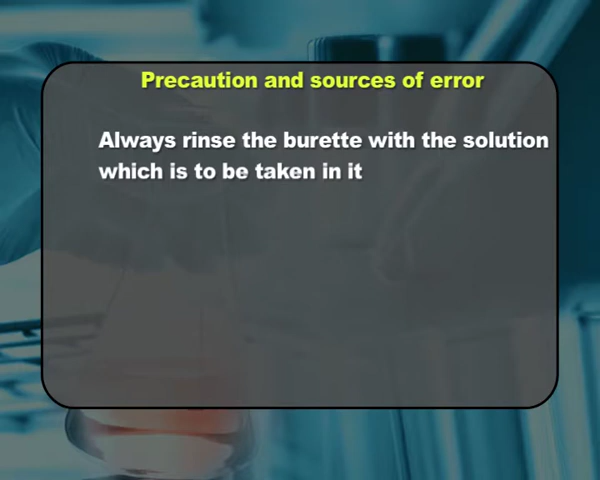 Precaution and sources of error
Always rinse the burette with the solution
which is to be taken in it